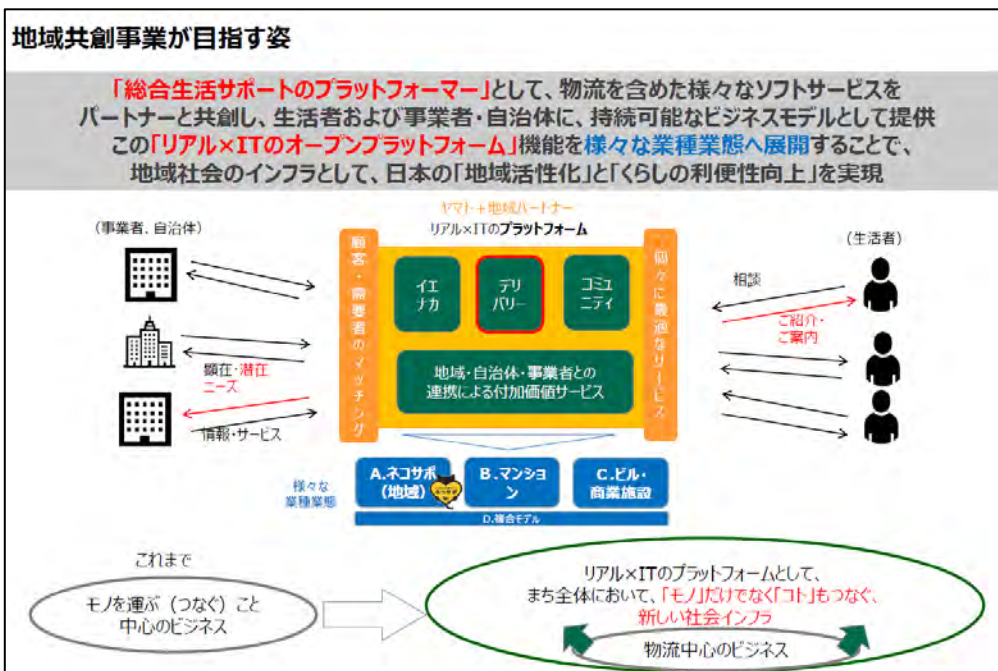 地域共創事業が目指す姿
「総合生活サポートのプラットフォーマー」として、物流を含めた様々なソフトサービスを
パートナーと共創し、生活者および事業者・自治体に、持続可能なビジネスモデルとして提供
この「リアル×ITのオープンプラットフォーム」機能を様々な業種業態へ展開することで、
地域社会のインフラとして、日本の「地域活性化」と「くらしの利便性向上」を実現
ヤマト+地域パートナー
リアル×ITのプラットフォーム
(事業者、自治体)
(生活者)
顧客・需要者のマッチング
イエ
ナカ
デリ
バリー
コミュ
ニティ
個々に最適なサービス
地域・自治体・事業者との
連携による付加価値サービス
顕在・潜在
ニーズ
情報・サービス
相談
ご紹介・
ご案内
様々な
業種業態
A.ネコサポ
(地域)
B.マンショ
ン
C.ビル・
商業施設
D.複合モデル
これまで
モノを運ぶ(つなぐ)こと
中心のビジネス
リアル×ITのプラットフォームとして、
まち全体において、「モノ」だけでなく「コト」もつなぐ、
新しい社会インフラ
物流中心のビジネス